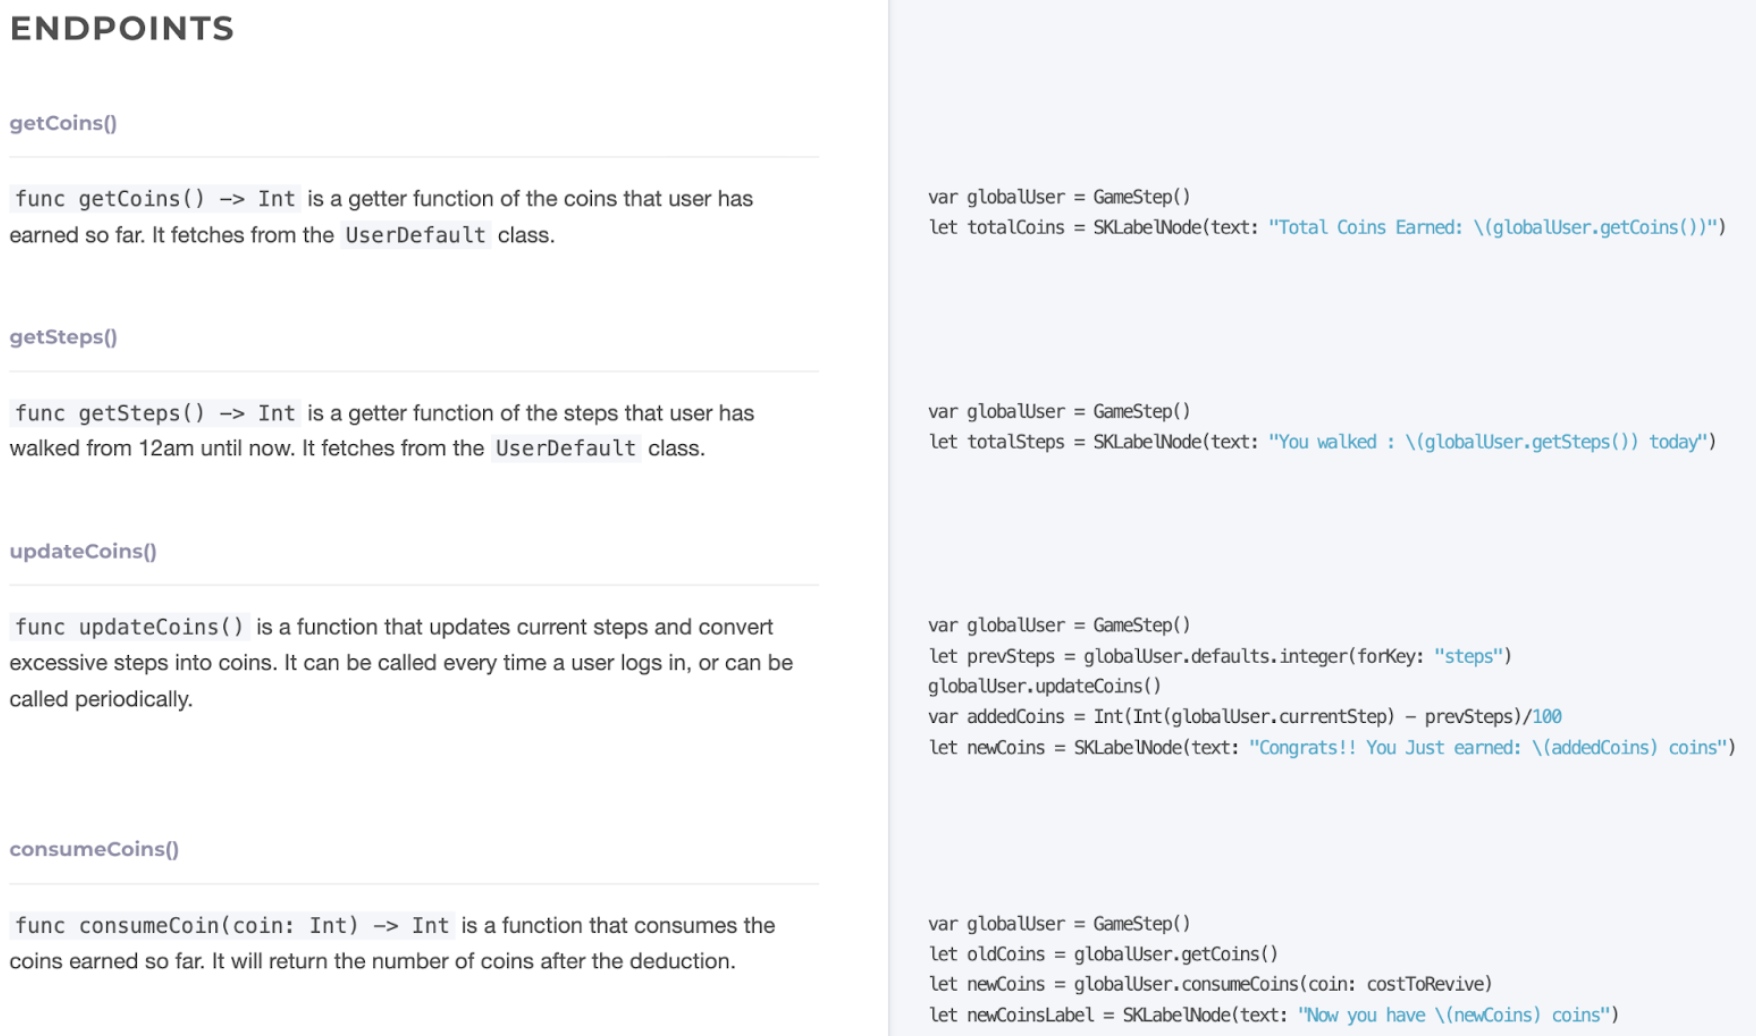 ENDPOINTS
getCoins()
func getCoins() -> Int is a getter function of the coins that user has
earned so far. It fetches from the UserDefault class.
var globalUser = GameStep()
let totalCoins = SKLabelNode(text: "Total Coins Earned: \(globalUser.getCoins())")
getSteps()
func getSteps() -> Int is a getter function of the steps that user has
walked from 12am until now. It fetches from the UserDefault class.
var globalUser = GameStep()
let totalSteps = SKLabelNode(text: "You walked : \(globalUser.getSteps()) today")
updateCoins()
func updateCoins() is a function that updates current steps and convert
excessive steps into coins. It can be called every time a user logs in, or can be
called periodically.
var globalUser = GameStep()
let prevSteps = globalUser.defaults.integer(forKey: "steps")
globalUser.updateCoins()
var addedCoins = Int(Int(globalUser.currentStep) - prevSteps)/100
let newCoins = SKLabelNode(text: "Congrats!! You Just earned: \(addedCoins) coins")
consumeCoins()
func consumeCoin(coin: Int) -> Int is a function that consumes the
coins earned so far. It will return the number of coins after the deduction.
var globalUser = GameStep()
let oldCoins = globalUser.getCoins()
let newCoins = globalUser.consumeCoins(coin: costToRevive)
let newCoinsLabel = SKLabelNode(text: "Now you have \(newCoins) coins")